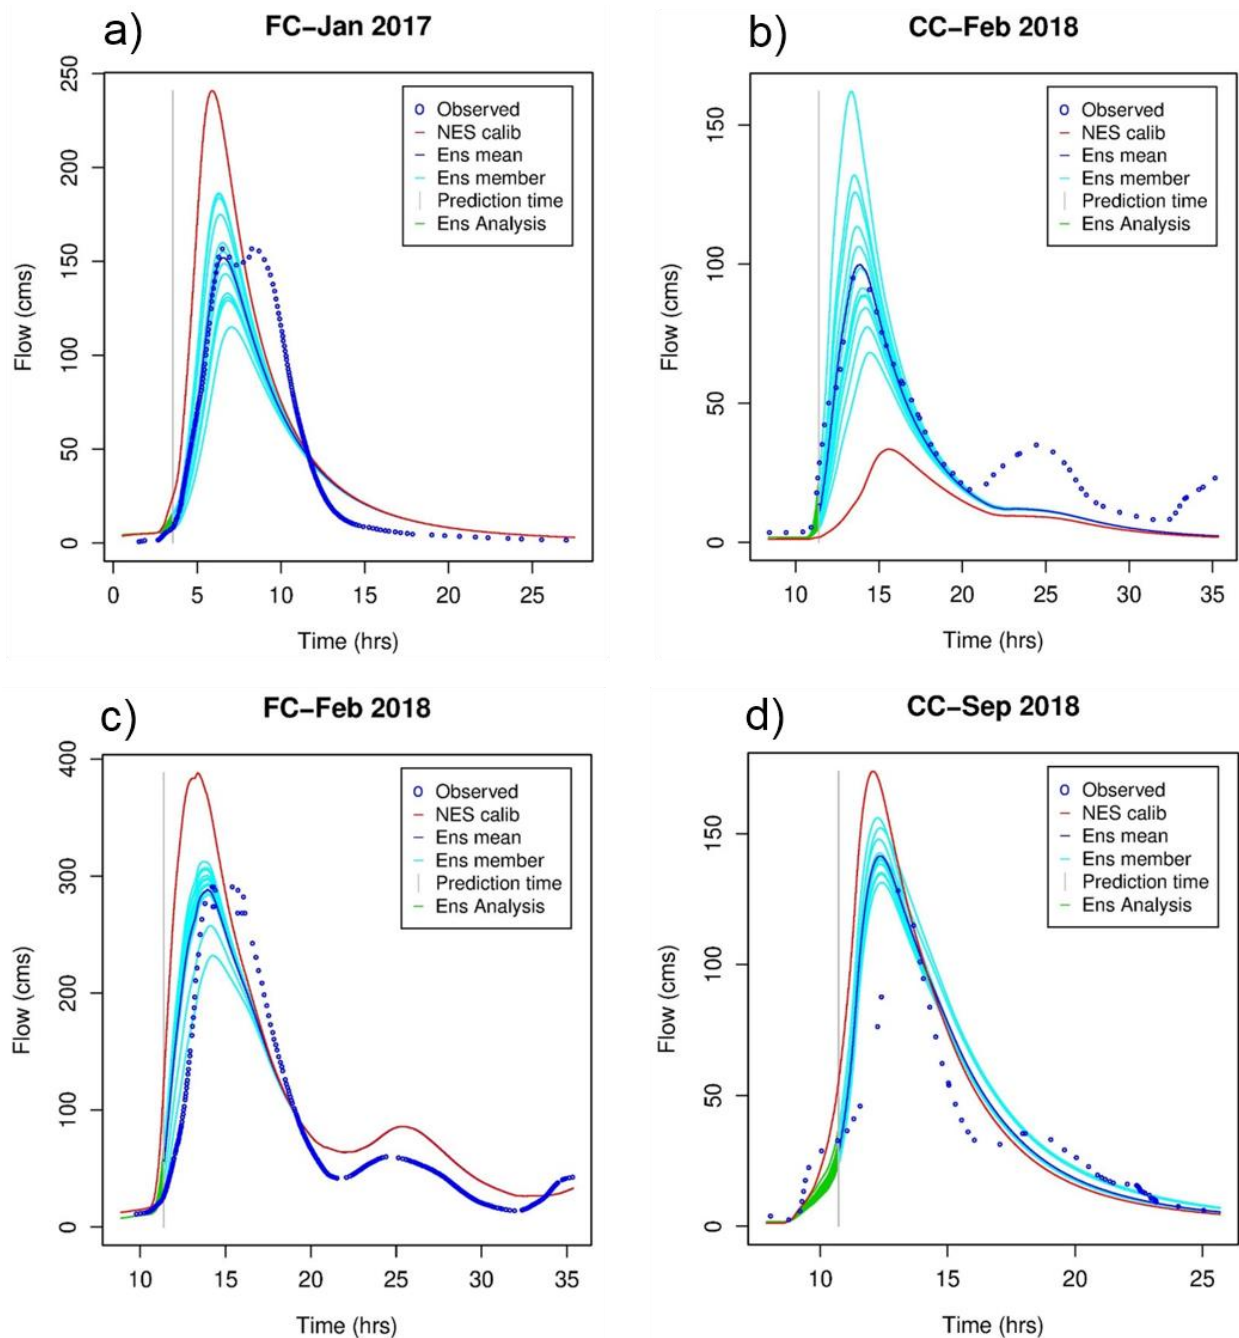 a) FC-Jan 2017
Flow (cms)
250
200
150
100
50
0
Observed
NES calib
Ens mean
Ens member
Prediction time
Ens Analysis
0 5 10 15 20 25
Time (hrs)
b) CC-Feb 2018
Flow (cms)
150
100
50
0
Observed
NES calib
Ens mean
Ens member
Prediction time
Ens Analysis
10 15 20 25 30 35
Time (hrs)
c) FC-Feb 2018
Flow (cms)
400
300
200
100
0
Observed
NES calib
Ens mean
Ens member
Prediction time
Ens Analysis
10 15 20 25 30 35
Time (hrs)
d) CC-Sep 2018
Flow (cms)
150
100
50
0
Observed
NES calib
Ens mean
Ens member
Prediction time
Ens Analysis
10 15 20 25
Time (hrs)